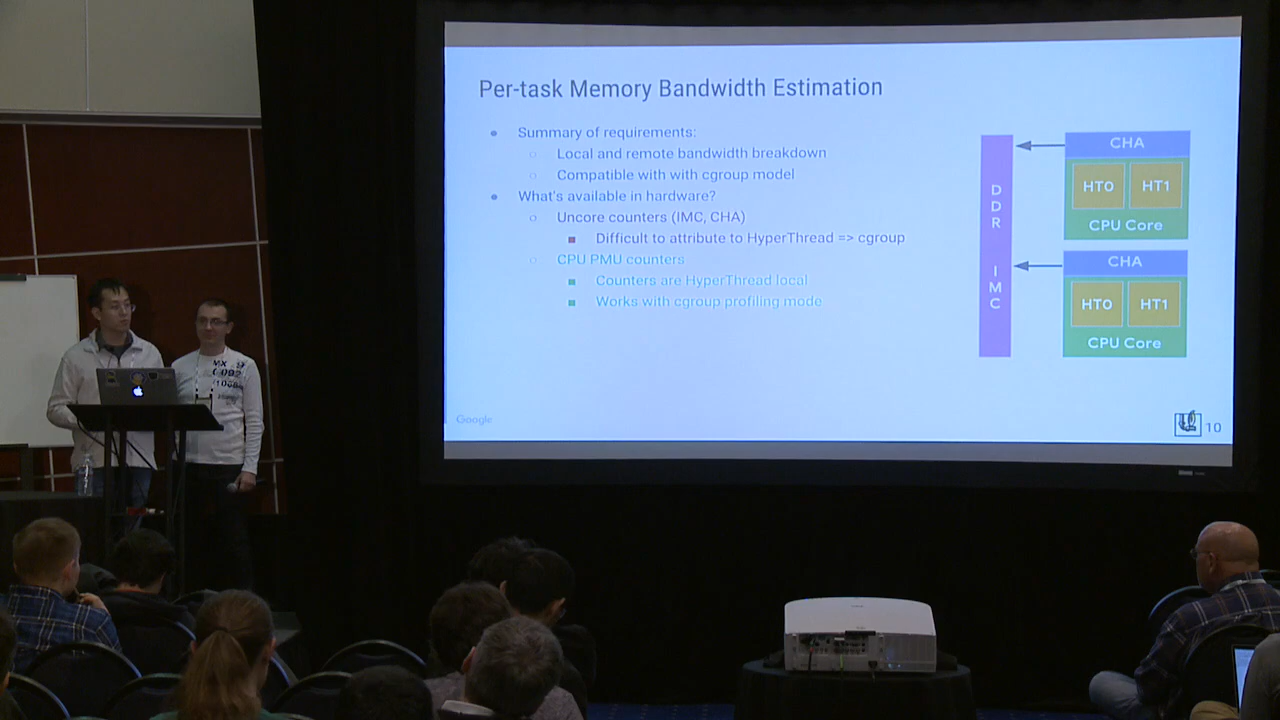 Per-task Memory Bandwidth Estimation
Summary of requirements:
Local and remote bandwidth breakdown
Compatible with with cgroup model
What's available in hardware?
Uncore counters (IMC, CHA)
Difficult to attribute to HyperThread => cgroup
CPU PMU counters
Counters are HyperThread local
Works with cgroup profiling mode
DDR IMC
CHA
HT0 HT1
CPU Core
CHA
HT0 HT1
CPU Core
Google
10